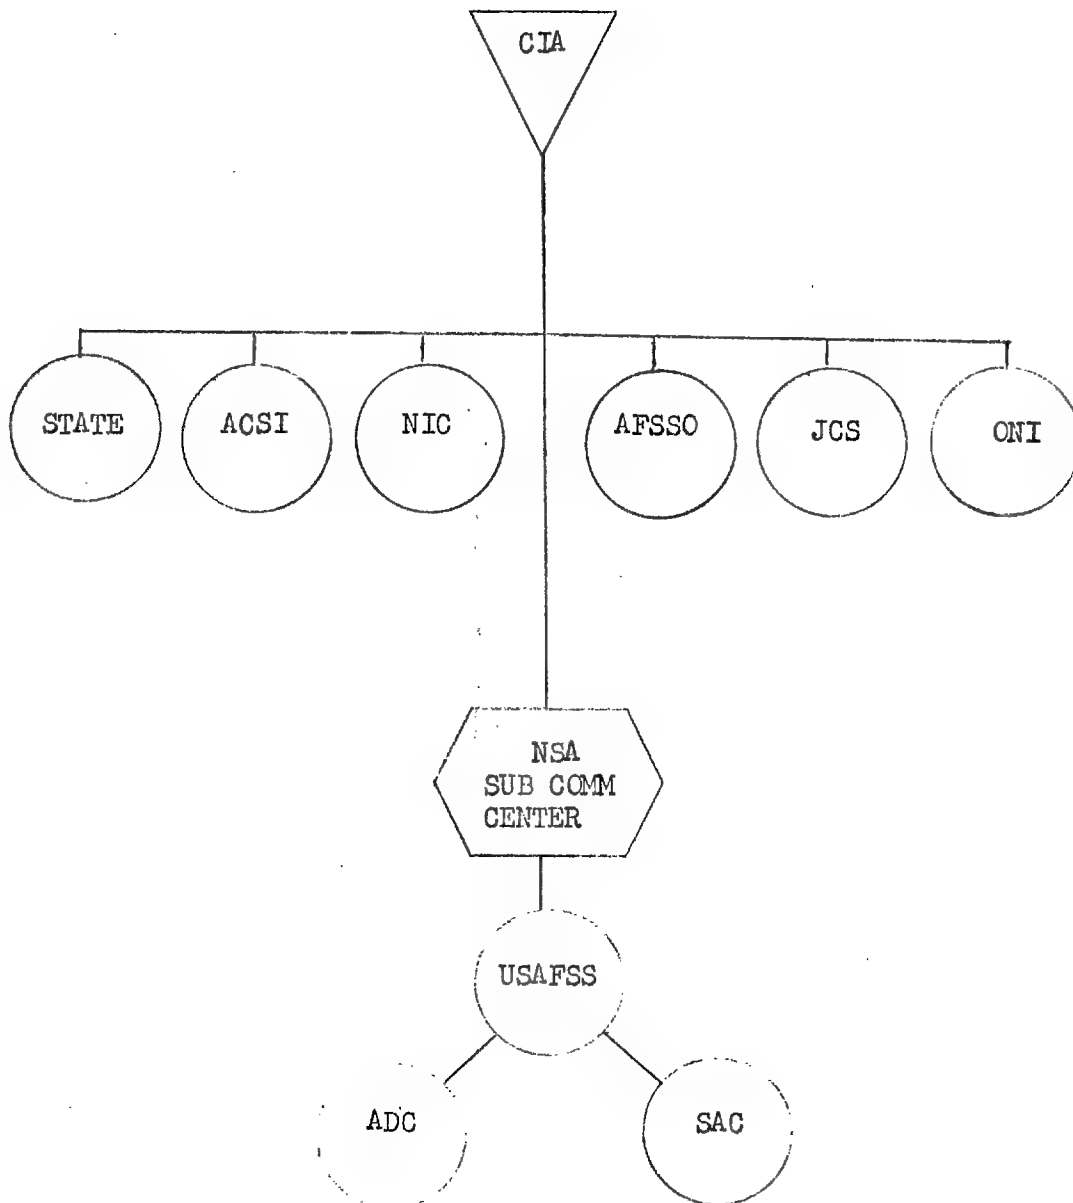 CIA
STATE
ACSI
NIC
AFSSO
JCS
ONI
NSA
SUB COMM
CENTER
USAFSS
ADC
SAC